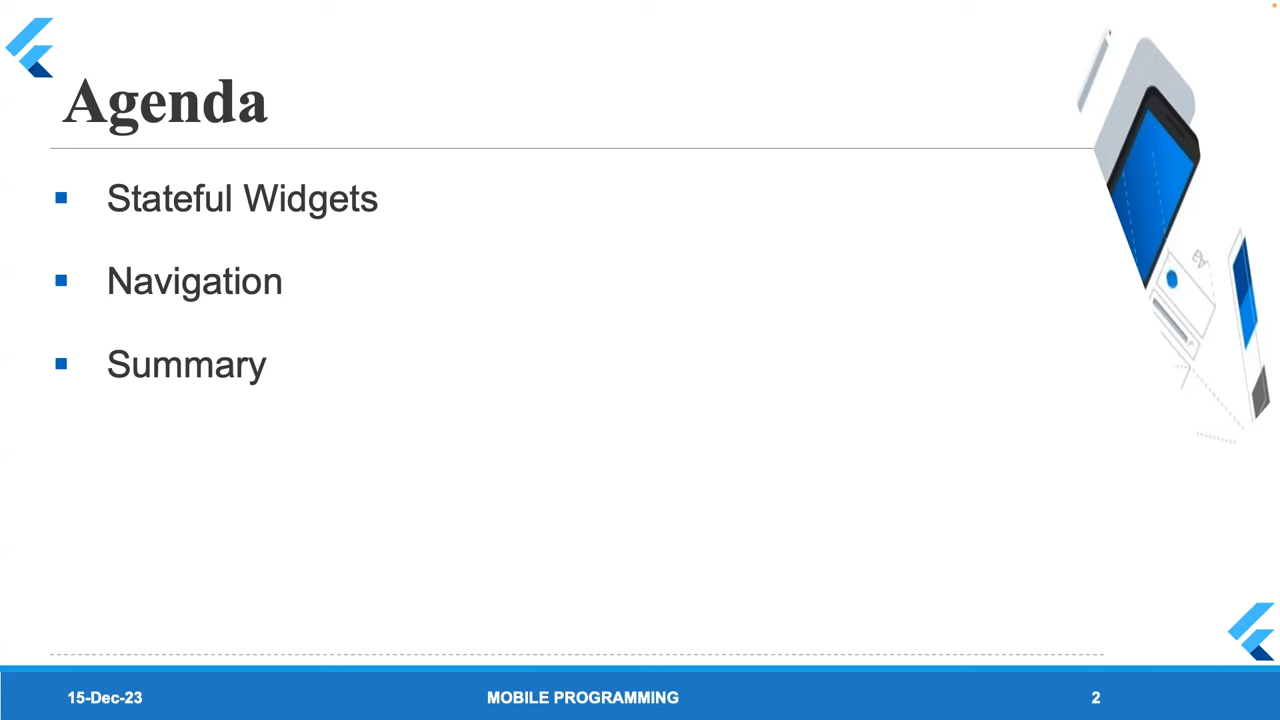 Agenda
Stateful Widgets
Navigation
Summary
15-Dec-23
MOBILE PROGRAMMING
2